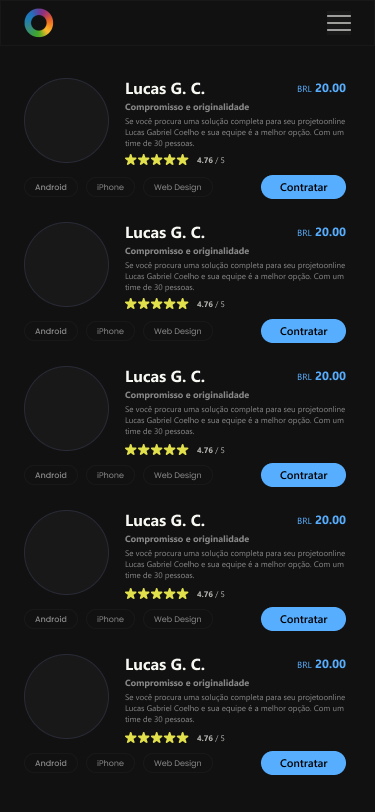 Lucas G. C.
BRL 20.00
Compromisso e originalidade
Se você procura uma solução completa para seu projetoonline
Lucas Gabriel Coelho e sua equipe é a melhor opção. Com um
time de 30 pessoas.
4.76 / 5
Android
iPhone
Web Design
Contratar
Lucas G. C.
BRL 20.00
Compromisso e originalidade
Se você procura uma solução completa para seu projetoonline
Lucas Gabriel Coelho e sua equipe é a melhor opção. Com um
time de 30 pessoas.
4.76 / 5
Android
iPhone
Web Design
Contratar
Lucas G. C.
BRL 20.00
Compromisso e originalidade
Se você procura uma solução completa para seu projetoonline
Lucas Gabriel Coelho e sua equipe é a melhor opção. Com um
time de 30 pessoas.
4.76 / 5
Android
iPhone
Web Design
Contratar
Lucas G. C.
BRL 20.00
Compromisso e originalidade
Se você procura uma solução completa para seu projetoonline
Lucas Gabriel Coelho e sua equipe é a melhor opção. Com um
time de 30 pessoas.
4.76 / 5
Android
iPhone
Web Design
Contratar
Lucas G. C.
BRL 20.00
Compromisso e originalidade
Se você procura uma solução completa para seu projetoonline
Lucas Gabriel Coelho e sua equipe é a melhor opção. Com um
time de 30 pessoas.
4.76 / 5
Android
iPhone
Web Design
Contratar